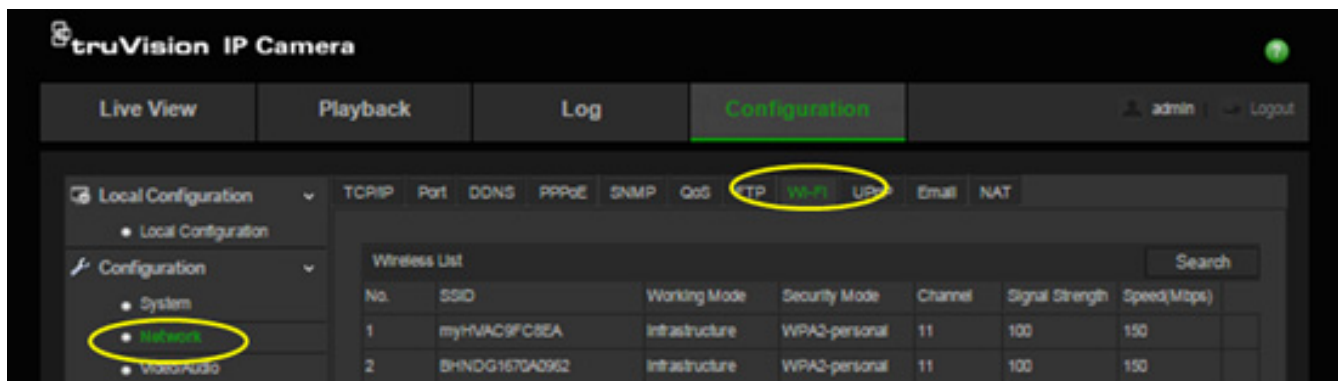 truVision IP Camera
?
Live View Playback Log Configuration admin Logout
Local Configuration TCP/IP Port DDNS PPPoE SNMP QoS FTP Wi-Fi UPnP Email NAT
Local Configuration
Configuration Wireless List Search
System No. SSID Working Mode Security Mode Channel Signal Strength Speed(Mbps)
Network 1 myHVAC9FC8EA Infrastructure WPA2-personal 11 100 150
Video/Audio 2 BHNDG1670A0962 Infrastructure WPA2-personal 11 100 150